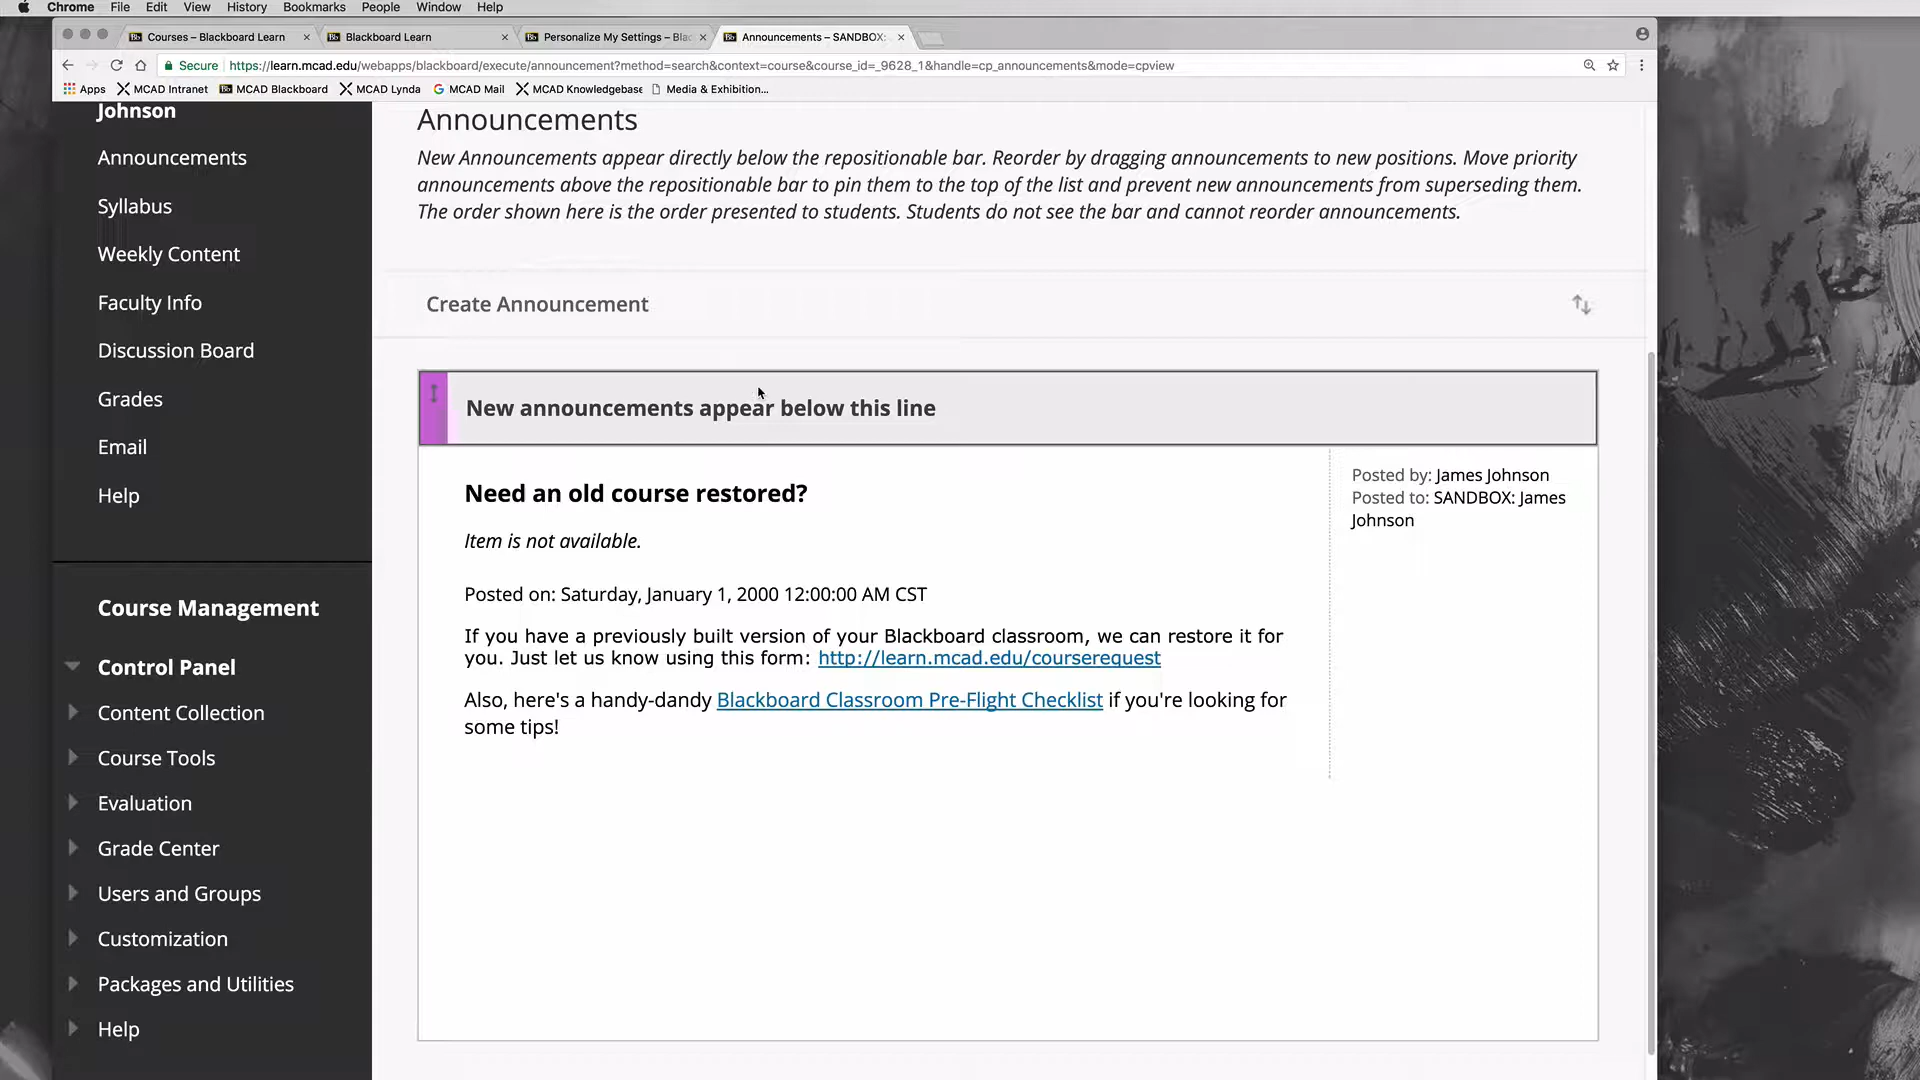 Chrome File Edit View History Bookmarks People Window Help
Courses – Blackboard Learn
Blackboard Learn
Personalize My Settings – Blac
Announcements – SANDBOX:
Secure https://learn.mcad.edu/webapps/blackboard/execute/announcement?method=search&context=course&course_id=_9628_1&handle=cp_announcements&mode=cpview
Apps MCAD Intranet MCAD Blackboard MCAD Lynda MCAD Mail MCAD Knowledgebase Media & Exhibition...
Johnson
Announcements
Syllabus
Weekly Content
Faculty Info
Discussion Board
Grades
Email
Help
Course Management
Control Panel
Content Collection
Course Tools
Evaluation
Grade Center
Users and Groups
Customization
Packages and Utilities
Help
Announcements
New Announcements appear directly below the repositionable bar. Reorder by dragging announcements to new positions. Move priority
announcements above the repositionable bar to pin them to the top of the list and prevent new announcements from superseding them.
The order shown here is the order presented to students. Students do not see the bar and cannot reorder announcements.
Create Announcement
New announcements appear below this line
Need an old course restored?
Item is not available.
Posted on: Saturday, January 1, 2000 12:00:00 AM CST
If you have a previously built version of your Blackboard classroom, we can restore it for
you. Just let us know using this form: http://learn.mcad.edu/courserequest
Also, here's a handy-dandy Blackboard Classroom Pre-Flight Checklist if you're looking for
some tips!
Posted by: James Johnson
Posted to: SANDBOX: James
Johnson